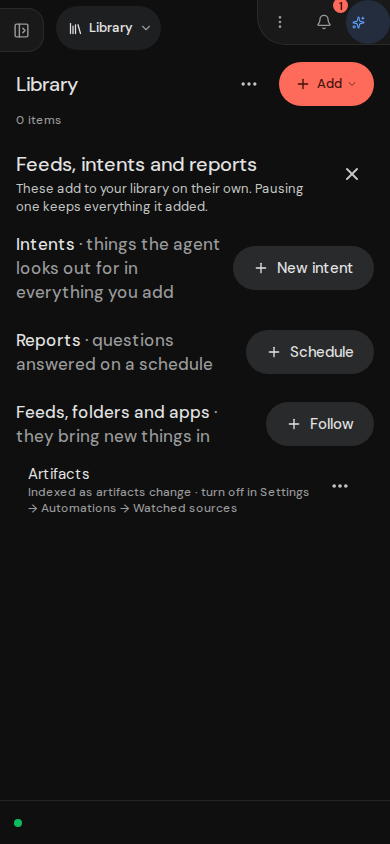 Library
1
Library
Add
0 items
Feeds, intents and reports
These add to your library on their own. Pausing
one keeps everything it added.
Intents · things the agent
looks out for in
everything you add
New intent
Reports · questions
answered on a schedule
Schedule
Feeds, folders and apps ·
they bring new things in
Follow
Artifacts
Indexed as artifacts change · turn off in Settings
→ Automations → Watched sources